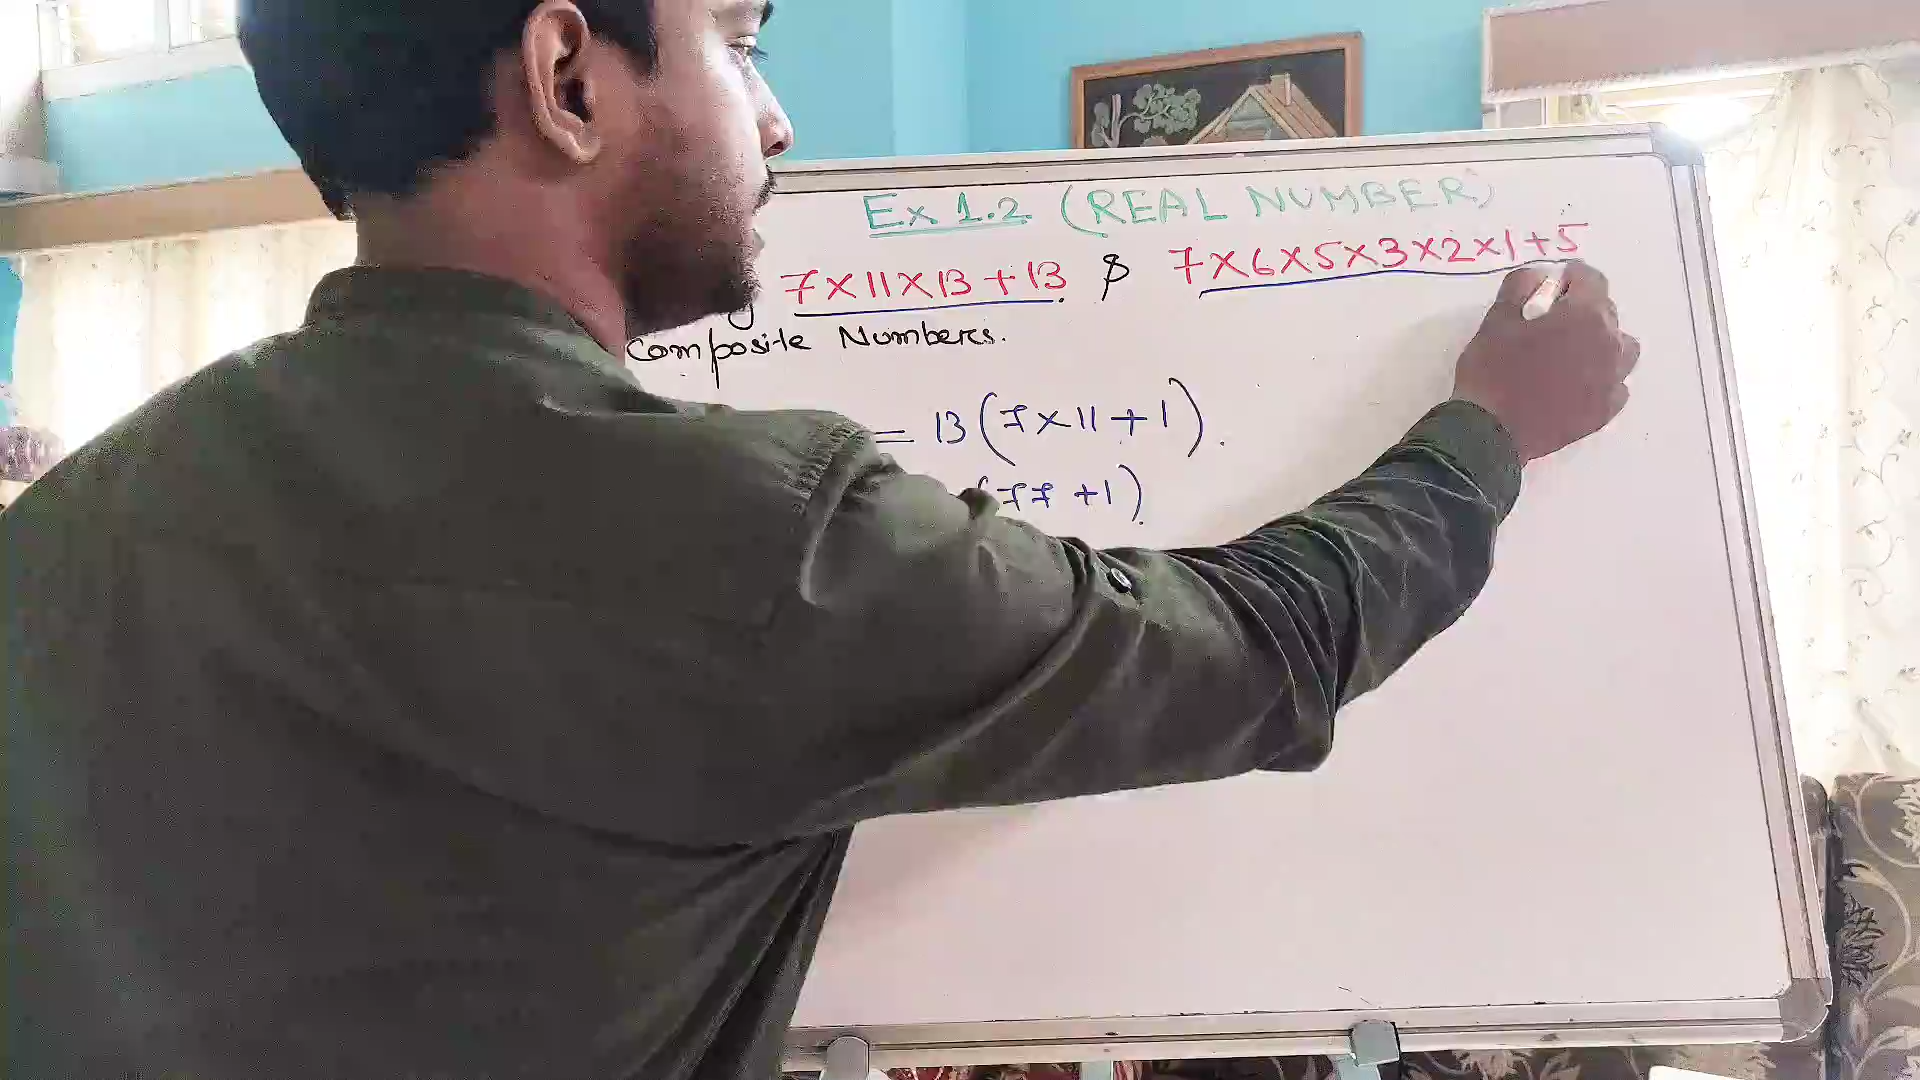 Ex 1.2 (REAL NUMBER)
7×11×13+13 & 7×6×5×3×2×1+5
Composite Numbers.
= 13(7×11+1).
(77+1).